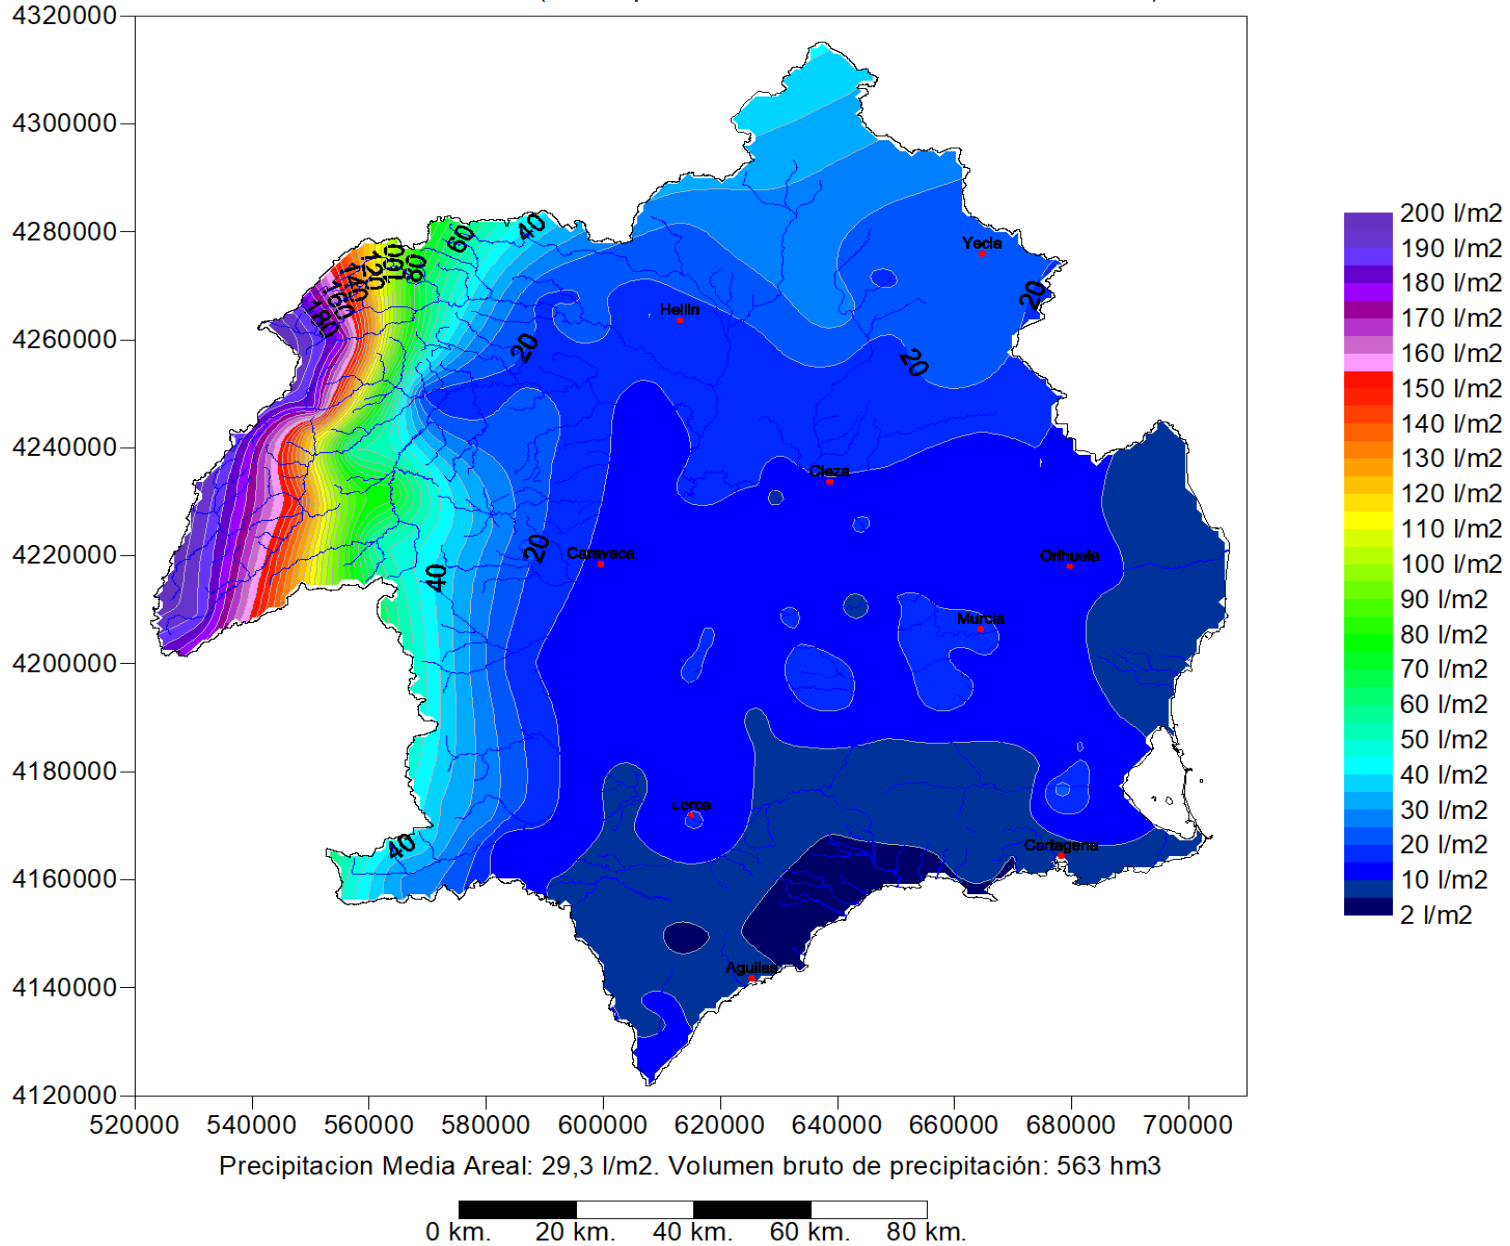 4320000
4300000
4280000
4260000
4240000
4220000
4200000
4180000
4160000
4140000
4120000
520000 540000 560000 580000 600000 620000 640000 660000 680000 700000
40
60
80
100
120
140
160
180
20
20
20
20
40
40
Yecla
Hellin
Cieza
Caravaca
Orihuela
Murcia
Lorca
Cartagena
Aguilas
200 l/m2
190 l/m2
180 l/m2
170 l/m2
160 l/m2
150 l/m2
140 l/m2
130 l/m2
120 l/m2
110 l/m2
100 l/m2
90 l/m2
80 l/m2
70 l/m2
60 l/m2
50 l/m2
40 l/m2
30 l/m2
20 l/m2
10 l/m2
2 l/m2
Precipitacion Media Areal: 29,3 l/m2. Volumen bruto de precipitación: 563 hm3
0 km. 20 km. 40 km. 60 km. 80 km.